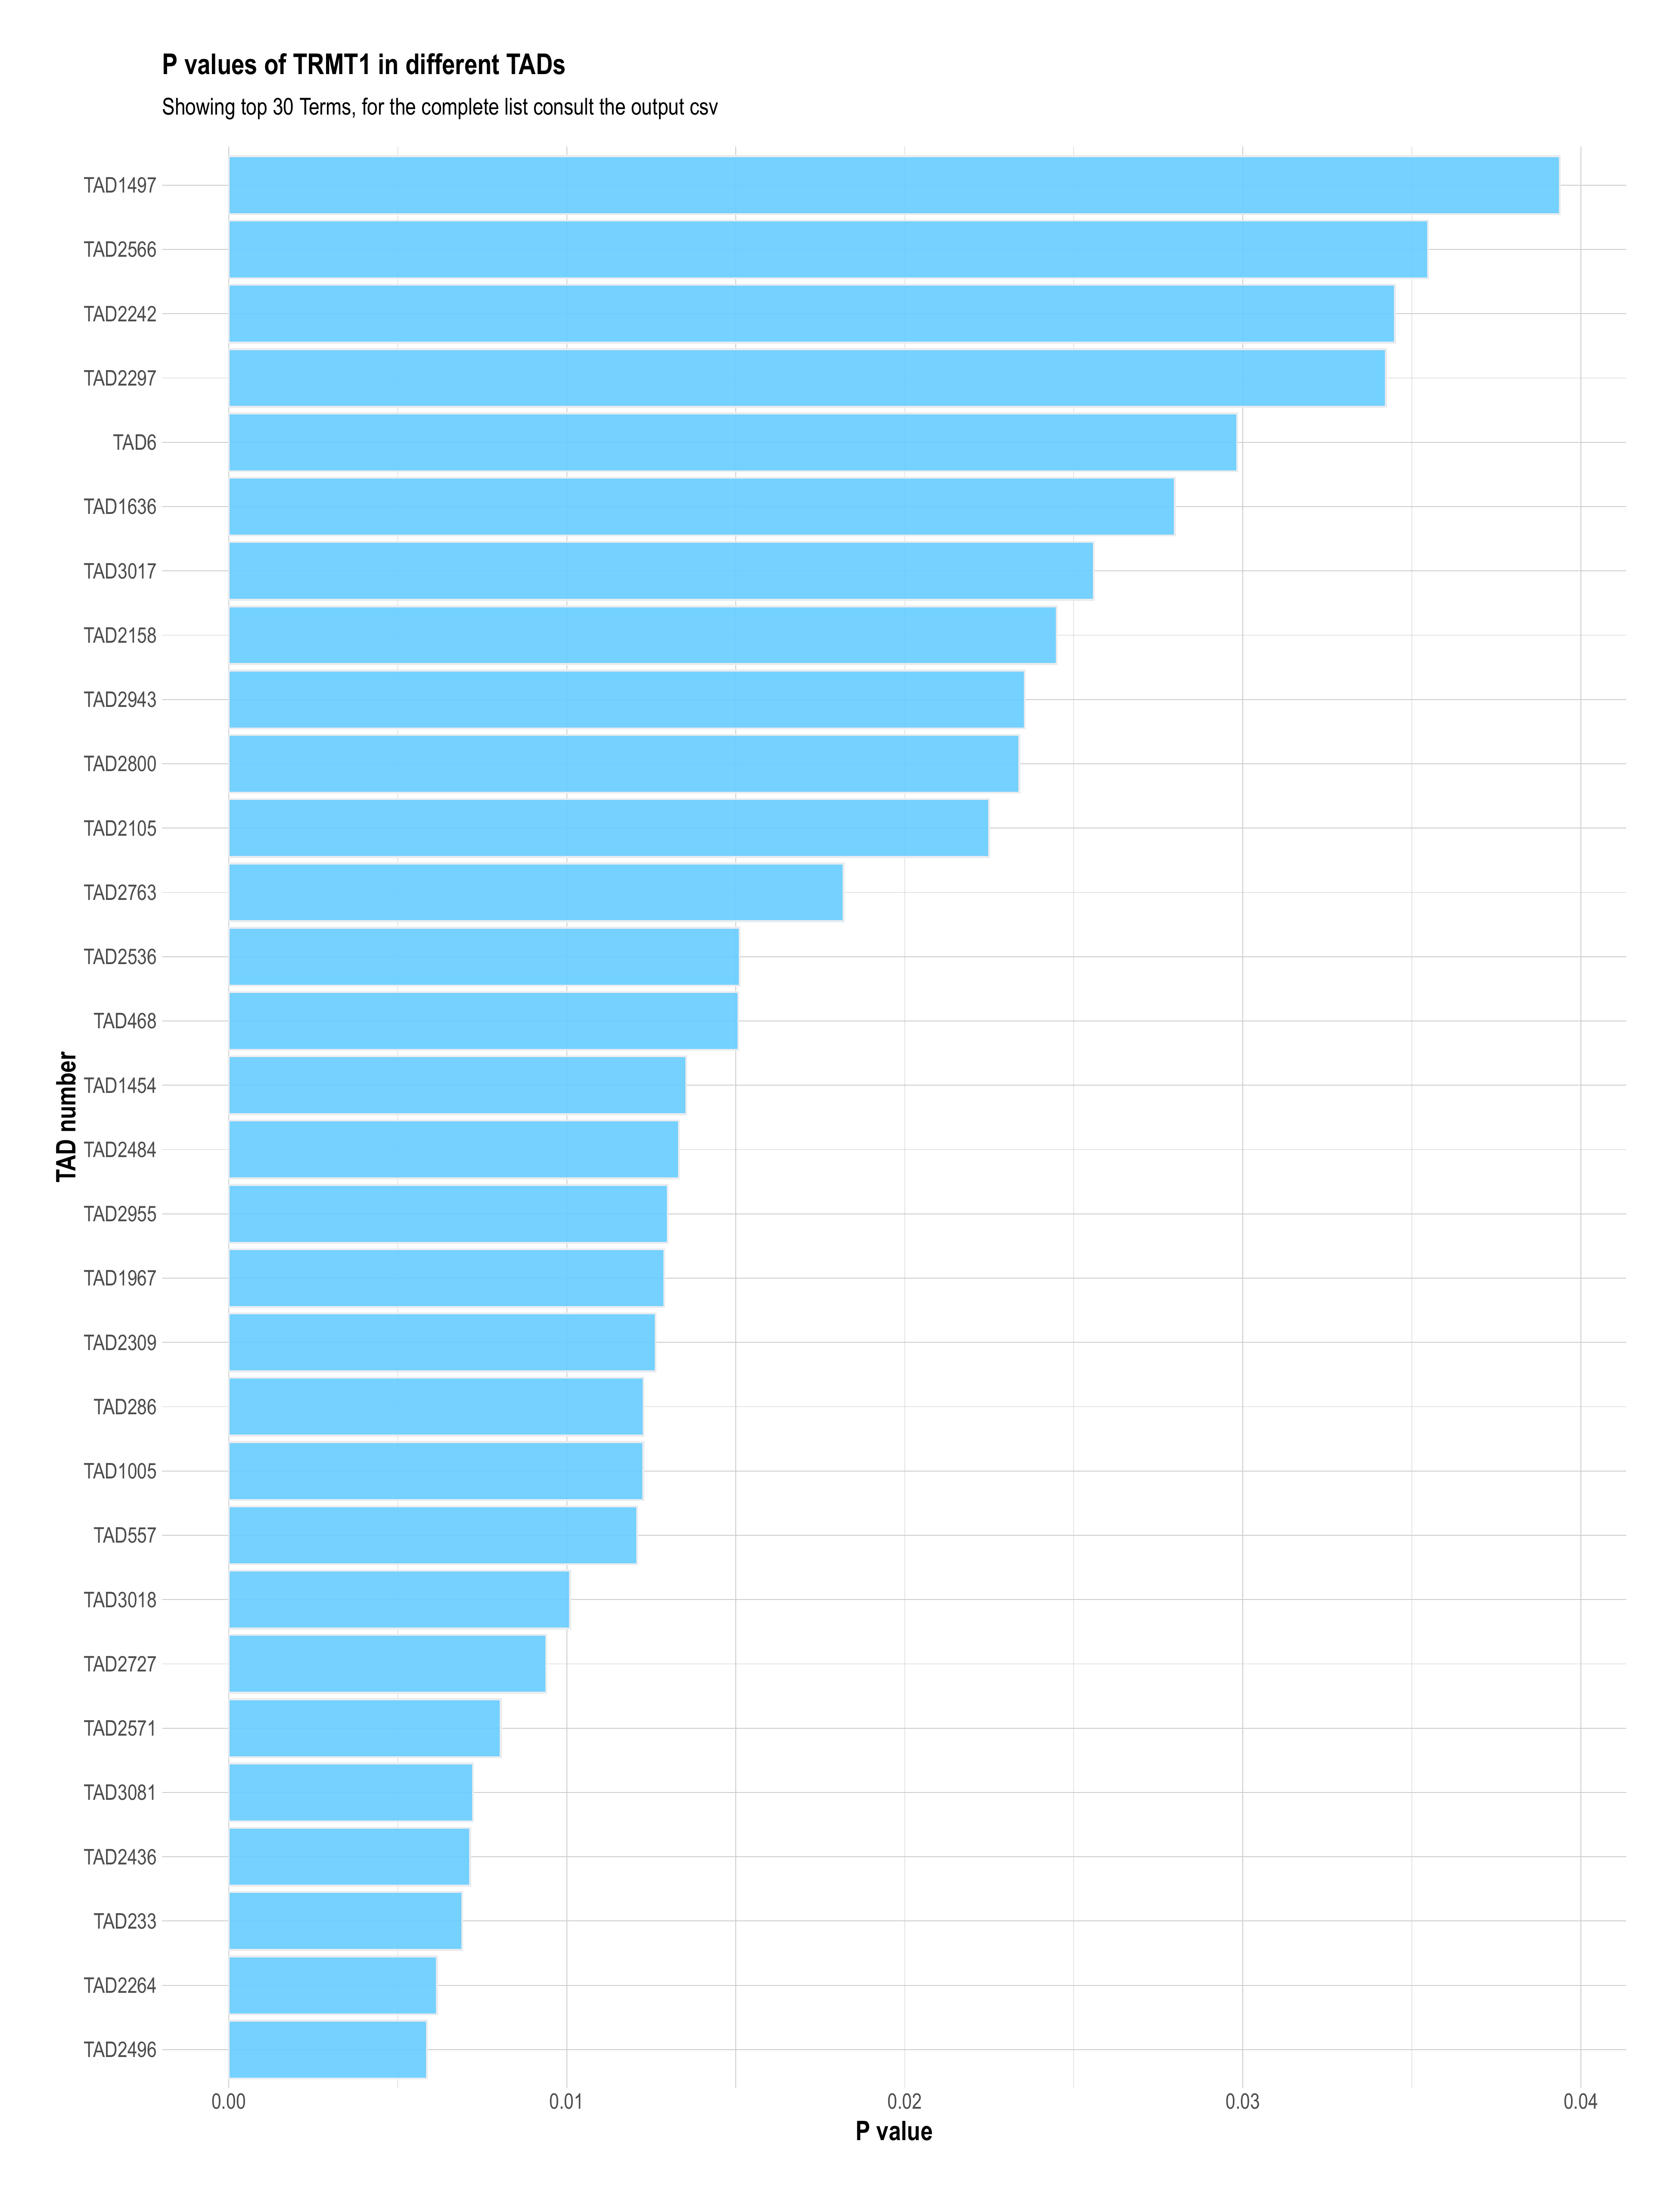 P values of TRMT1 in different TADs
Showing top 30 Terms, for the complete list consult the output csv
TAD1497
TAD2566
TAD2242
TAD2297
TAD6
TAD1636
TAD3017
TAD2158
TAD2943
TAD2800
TAD2105
TAD2763
TAD2536
TAD468
TAD1454
TAD2484
TAD2955
TAD1967
TAD2309
TAD286
TAD1005
TAD557
TAD3018
TAD2727
TAD2571
TAD3081
TAD2436
TAD233
TAD2264
TAD2496
TAD number
0.00 0.01 0.02 0.03 0.04
P value